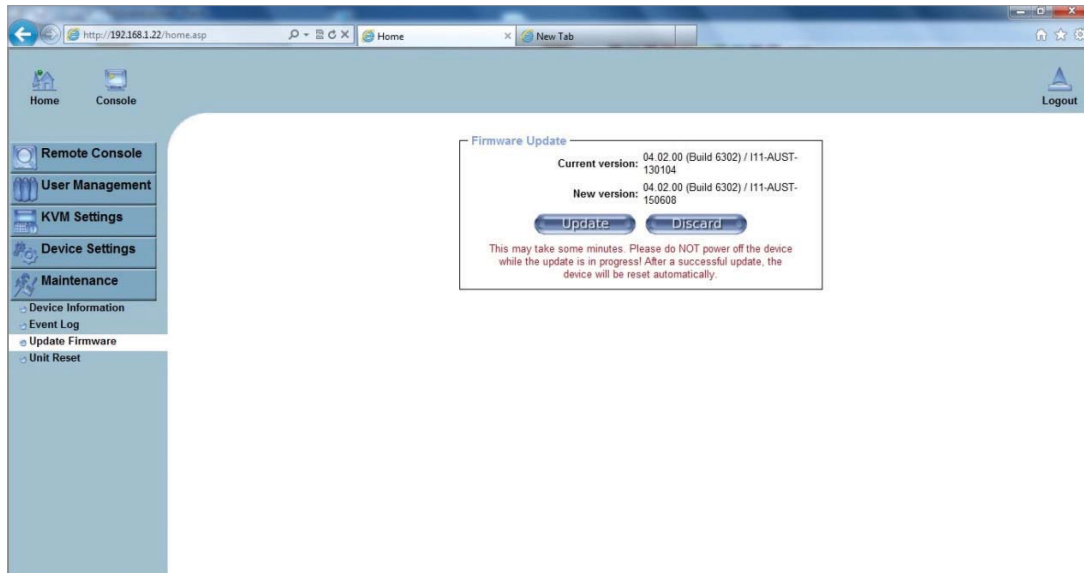 http://192.168.1.22/home.asp
Home
New Tab
Home
Console
Logout
Remote Console
User Management
KVM Settings
Device Settings
Maintenance
Device Information
Event Log
Update Firmware
Unit Reset
Firmware Update
Current version: 04.02.00 (Build 6302) / I11-AUST-
130104
New version: 04.02.00 (Build 6302) / I11-AUST-
150608
Update
Discard
This may take some minutes. Please do NOT power off the device
while the update is in progress! After a successful update, the
device will be reset automatically.